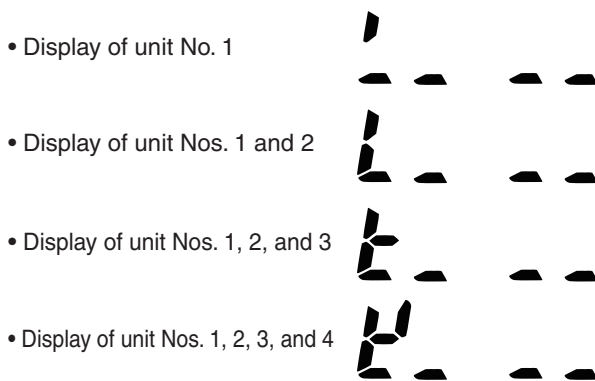 • Display of unit No. 1
• Display of unit Nos. 1 and 2
• Display of unit Nos. 1, 2, and 3
• Display of unit Nos. 1, 2, 3, and 4